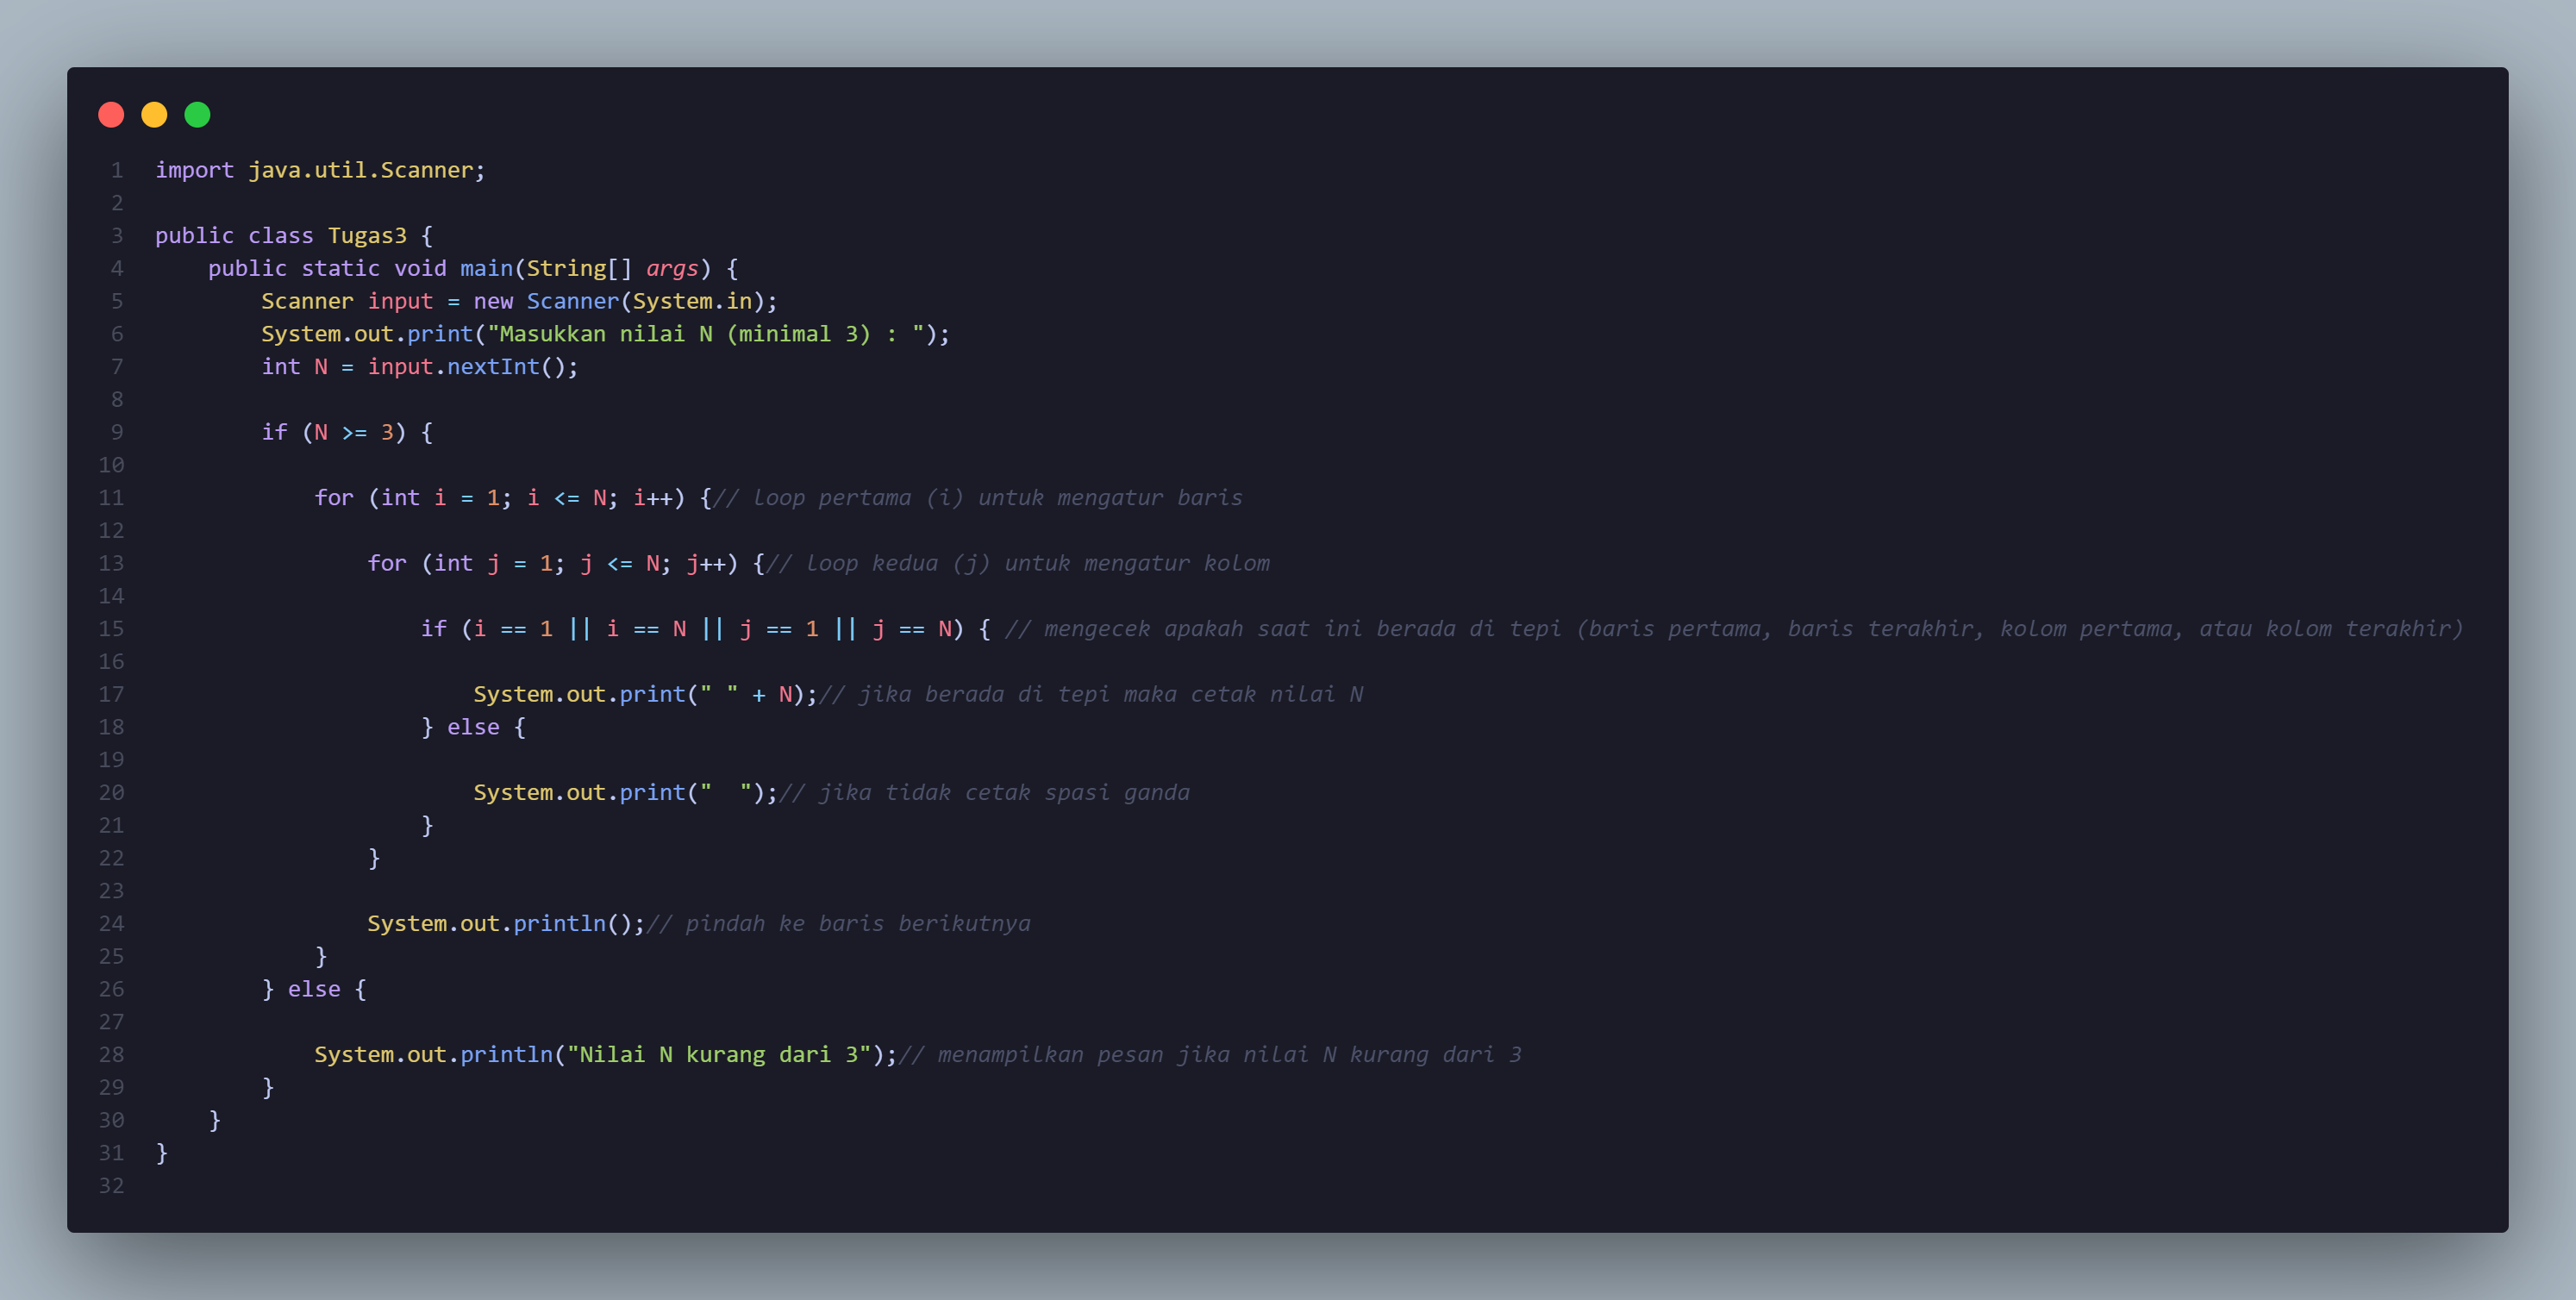 1 import java.util.Scanner;
2
3 public class Tugas3 {
4     public static void main(String[] args) {
5         Scanner input = new Scanner(System.in);
6         System.out.print("Masukkan nilai N (minimal 3) : ");
7         int N = input.nextInt();
8
9         if (N >= 3) {
10
11             for (int i = 1; i <= N; i++) {// loop pertama (i) untuk mengatur baris
12
13                 for (int j = 1; j <= N; j++) {// loop kedua (j) untuk mengatur kolom
14
15                     if (i == 1 || i == N || j == 1 || j == N) { // mengecek apakah saat ini berada di tepi (baris pertama, baris terakhir, kolom pertama, atau kolom terakhir)
16
17                         System.out.print(" " + N);// jika berada di tepi maka cetak nilai N
18                     } else {
19
20                         System.out.print("  ");// jika tidak cetak spasi ganda
21                     }
22                 }
23
24                 System.out.println();// pindah ke baris berikutnya
25             }
26         } else {
27
28             System.out.println("Nilai N kurang dari 3");// menampilkan pesan jika nilai N kurang dari 3
29         }
30     }
31 }
32